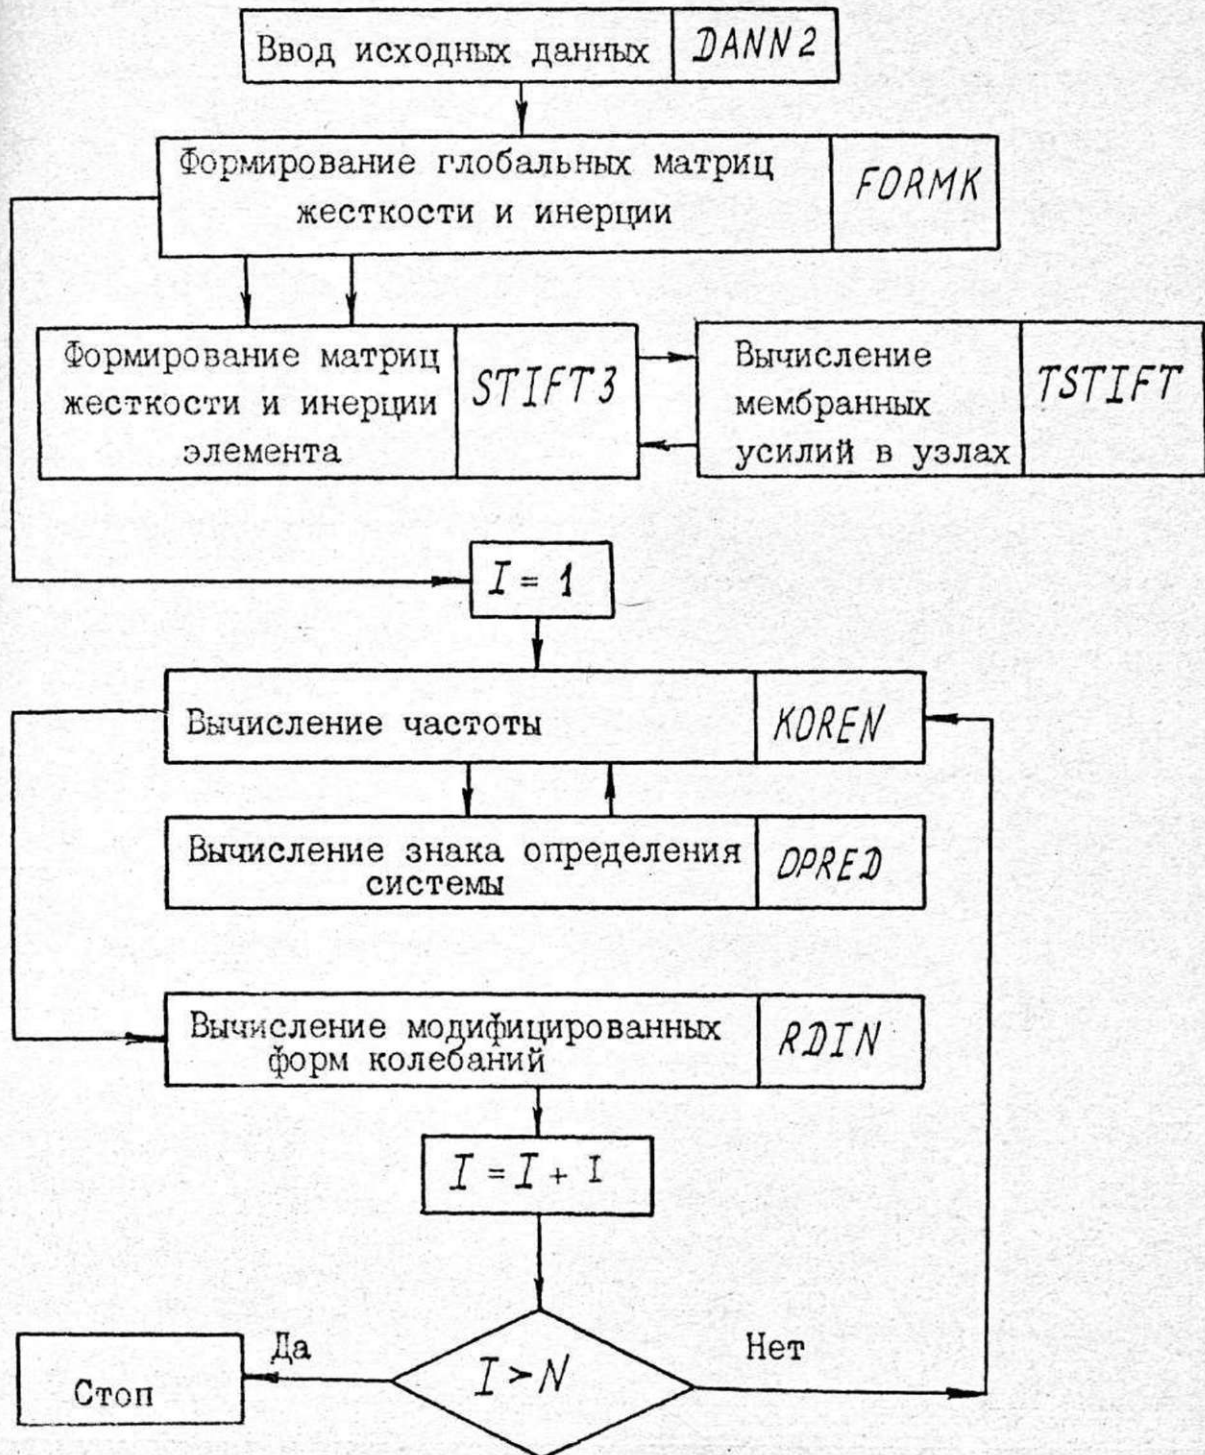 Ввод исходных данных
DANN2
Формирование глобальных матриц
жесткости и инерции
FORMK
Формирование матриц
жесткости и инерции
элемента
STIFT3
Вычисление
мембранных
усилий в узлах
TSTIFT
I = 1
Вычисление частоты
KOREN
Вычисление знака определения
системы
OPRED
Вычисление модифицированных
форм колебаний
RDIN
I = I + I
I > N
Да
Нет
Стоп